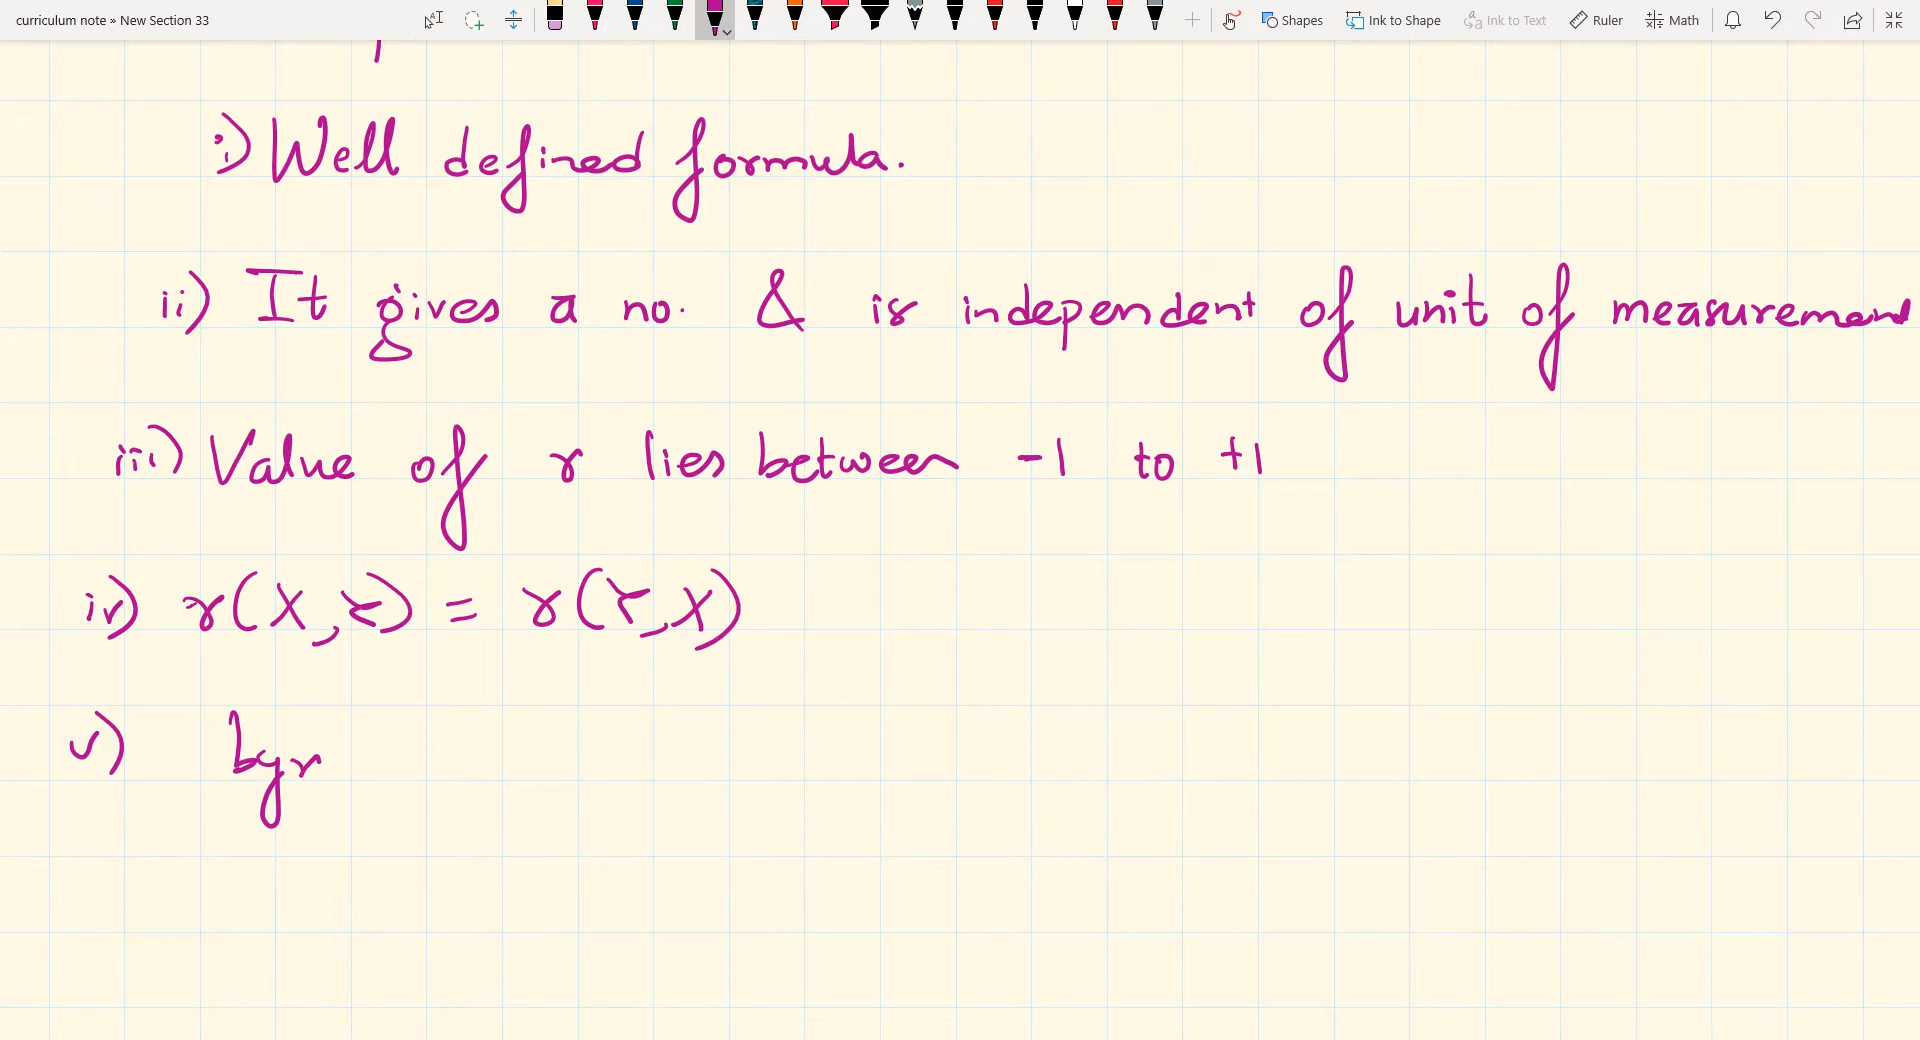 curriculum note » New Section 33
Shapes Ink to Shape Ink to Text Ruler Math
i) Well defined formula.
ii) It gives a no. & is independent of unit of measurement
iii) Value of r lies between -1 to +1
iv) r(X,Y) = r(Y,X)
v) byx